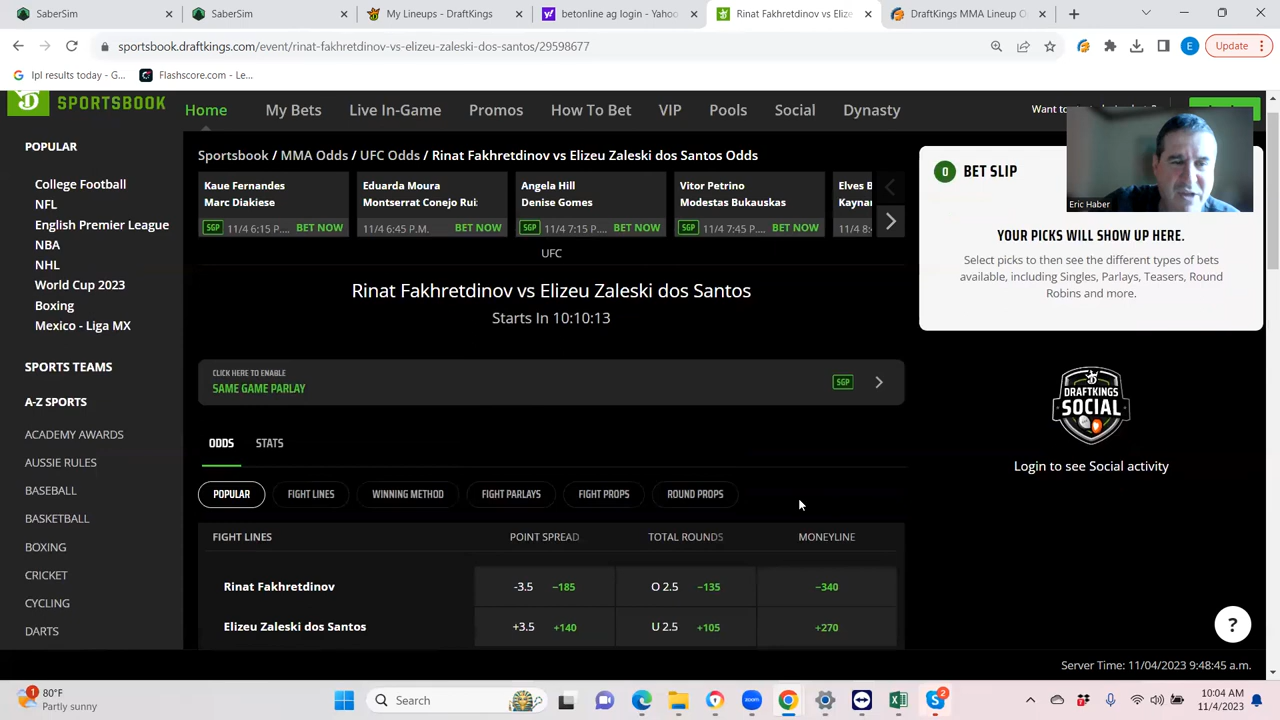 SaberSim
SaberSim
My Lineups - DraftKings
betonline ag login - Yahoo
Rinat Fakhretdinov vs Elize
DraftKings MMA Lineup O
sportsbook.draftkings.com/event/rinat-fakhretdinov-vs-elizeu-zaleski-dos-santos/29595677
E
Update
Ipl results today - G...
Flashscore.com - Le...
SPORTSBOOK
Home
My Bets
Live In-Game
Promos
How To Bet
VIP
Pools
Social
Dynasty
Eric Haber
POPULAR
College Football
NFL
English Premier League
NBA
NHL
World Cup 2023
Boxing
Mexico - Liga MX
SPORTS TEAMS
A-Z SPORTS
ACADEMY AWARDS
AUSSIE RULES
BASEBALL
BASKETBALL
BOXING
CRICKET
CYCLING
DARTS
Sportsbook / MMA Odds / UFC Odds / Rinat Fakhretdinov vs Elizeu Zaleski dos Santos Odds
Kaue Fernandes
Marc Diakiese
SGP 11/4 6:15 P.... BET NOW
Eduarda Moura
Montserrat Conejo Rui:
11/4 6:45 P.M. BET NOW
Angela Hill
Denise Gomes
SGP 11/4 7:15 P.... BET NOW
Vitor Petrino
Modestas Bukauskas
SGP 11/4 7:45 P.... BET NOW
Elves B
Kaynar
11/4 8:
UFC
Rinat Fakhretdinov vs Elizeu Zaleski dos Santos
Starts In 10:10:13
CLICK HERE TO ENABLE
SAME GAME PARLAY
SGP
ODDS
STATS
POPULAR
FIGHT LINES
WINNING METHOD
FIGHT PARLAYS
FIGHT PROPS
ROUND PROPS
FIGHT LINES POINT SPREAD TOTAL ROUNDS MONEYLINE
Rinat Fakhretdinov -3.5 −185 O 2.5 −135 −340
Elizeu Zaleski dos Santos +3.5 +140 U 2.5 +105 +270
0 BET SLIP
YOUR PICKS WILL SHOW UP HERE.
Select picks to then see the different types of bets
available, including Singles, Parlays, Teasers, Round
Robins and more.
DRAFTKINGS
SOCIAL
Login to see Social activity
?
Server Time: 11/04/2023 9:48:45 a.m.
1
80°F
Partly sunny
Search
2
10:04 AM
11/4/2023